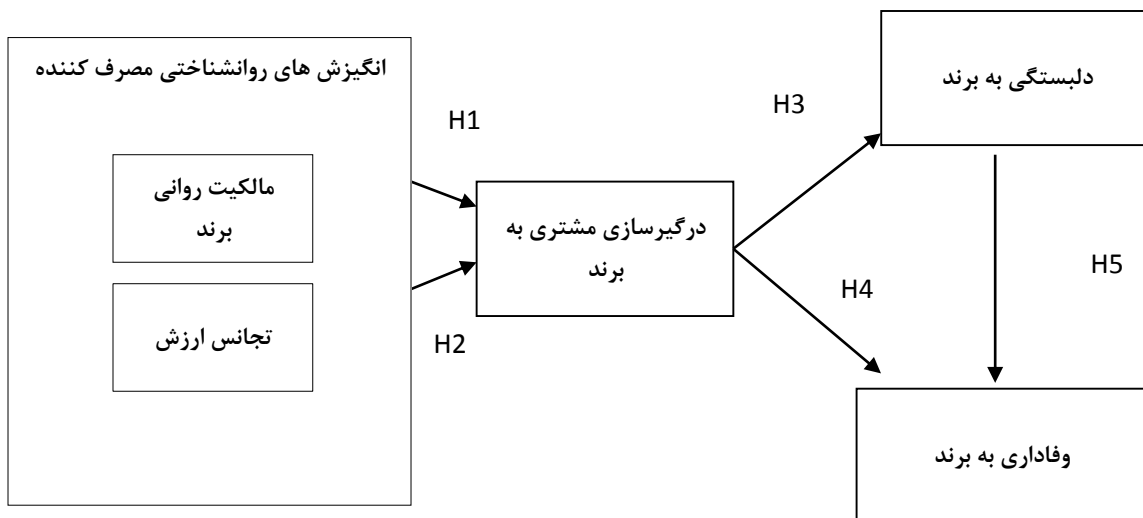 انگیزش های روانشناختی مصرف کننده
مالکیت روانی
برند
تجانس ارزش
H1
H2
درگیرسازی مشتری به
برند
H3
H4
دلبستگی به برند
H5
وفاداری به برند